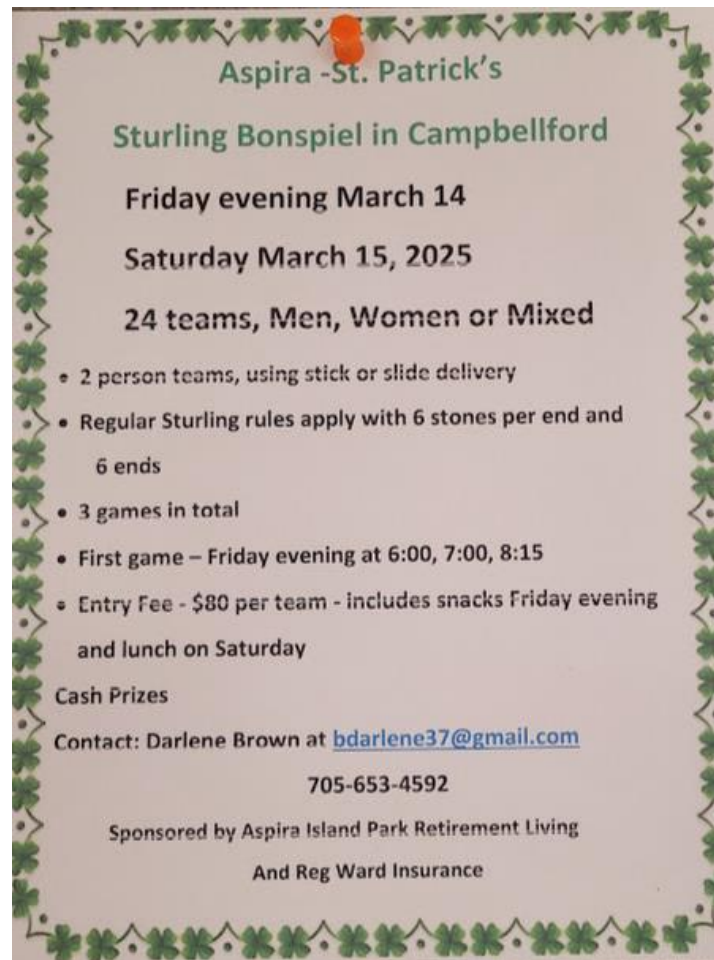 Aspira -St. Patrick's
Sturling Bonspiel in Campbellford
Friday evening March 14
Saturday March 15, 2025
24 teams, Men, Women or Mixed
• 2 person teams, using stick or slide delivery
• Regular Sturling rules apply with 6 stones per end and
6 ends
• 3 games in total
• First game – Friday evening at 6:00, 7:00, 8:15
• Entry Fee - $80 per team - includes snacks Friday evening
and lunch on Saturday
Cash Prizes
Contact: Darlene Brown at bdarlene37@gmail.com
705-653-4592
Sponsored by Aspira Island Park Retirement Living
And Reg Ward Insurance